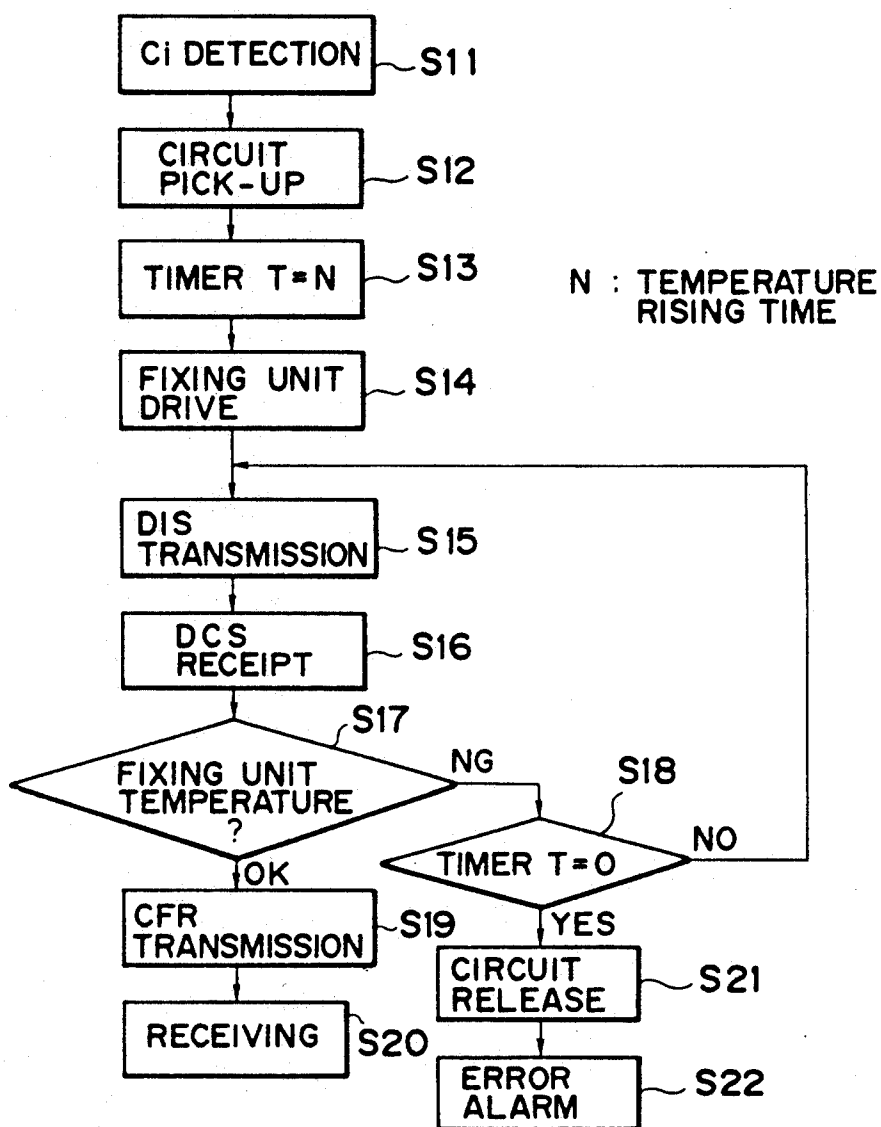 Ci DETECTION
S11
CIRCUIT
PICK-UP
S12
TIMER T=N
S13
N : TEMPERATURE
RISING TIME
FIXING UNIT
DRIVE
S14
DIS
TRANSMISSION
S15
DCS
RECEIPT
S16
S17
FIXING UNIT
TEMPERATURE
?
NG
S18
TIMER T=0
NO
OK
YES
CFR
TRANSMISSION
S19
CIRCUIT
RELEASE
S21
RECEIVING
S20
ERROR
ALARM
S22